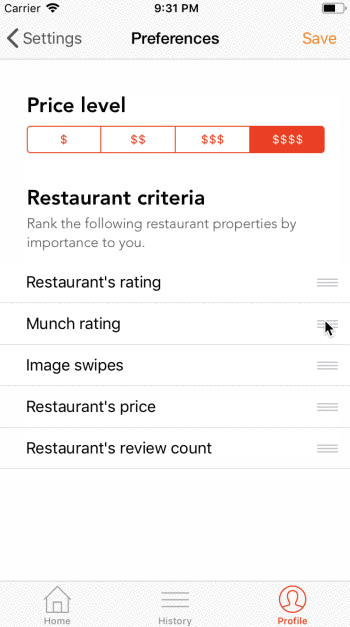 Carrier 9:31 PM
Settings Preferences Save
Price level
$ $$ $$$ $$$$
Restaurant criteria
Rank the following restaurant properties by
importance to you.
Restaurant's rating
Munch rating
Image swipes
Restaurant's price
Restaurant's review count
Home History Profile